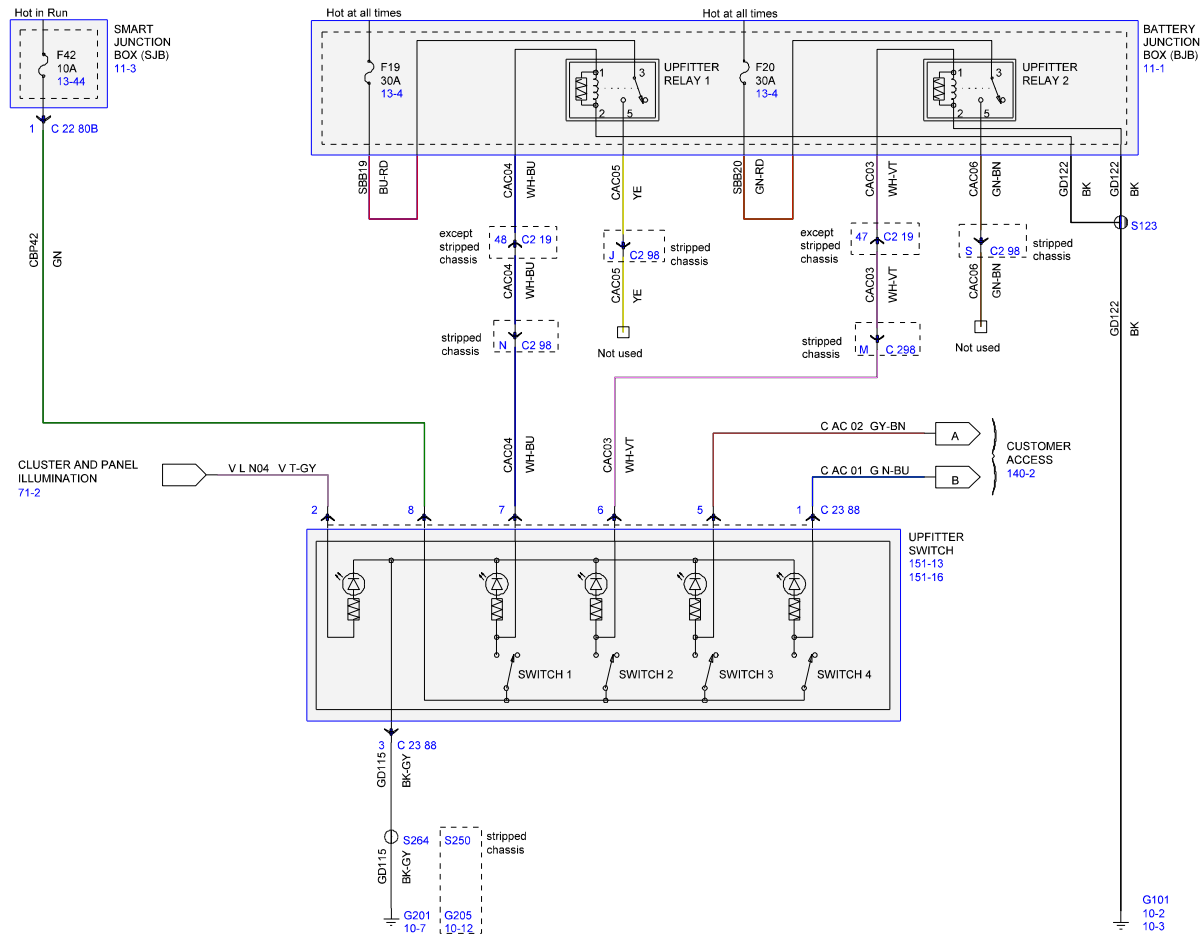 Hot in Run
SMART
JUNCTION
BOX (SJB)
11-3
F42
10A
13-44
1 C 22 80B
CBP42
GN
Hot at all times
Hot at all times
BATTERY
JUNCTION
BOX (BJB)
11-1
F19
30A
13-4
1
3
2
5
UPFITTER
RELAY 1
F20
30A
13-4
1
3
2
5
UPFITTER
RELAY 2
SBB19
BU-RD
CAC04
WH-BU
CAC05
YE
SBB20
GN-RD
CAC03
WH-VT
CAC06
GN-BN
GD122
BK
GD122
BK
S123
except
stripped
chassis
48 C2 19
J C2 98
stripped
chassis
except
stripped
chassis
47 C2 19
S C2 98
stripped
chassis
CAC04
WH-BU
CAC05
YE
CAC03
WH-VT
CAC06
GN-BN
GD122
BK
stripped
chassis
N C2 98
Not used
stripped
chassis
M C 298
Not used
CAC04
WH-BU
CAC03
WH-VT
C AC 02 GY-BN
A
C AC 01 G N-BU
B
CUSTOMER
ACCESS
140-2
CLUSTER AND PANEL
ILLUMINATION
71-2
V L N04 V T-GY
2
8
7
6
5
1 C 23 88
UPFITTER
SWITCH
151-13
151-16
SWITCH 1
SWITCH 2
SWITCH 3
SWITCH 4
3 C 23 88
GD115
BK-GY
S264
S250
stripped
chassis
GD115
BK-GY
G201
10-7
G205
10-12
G101
10-2
10-3